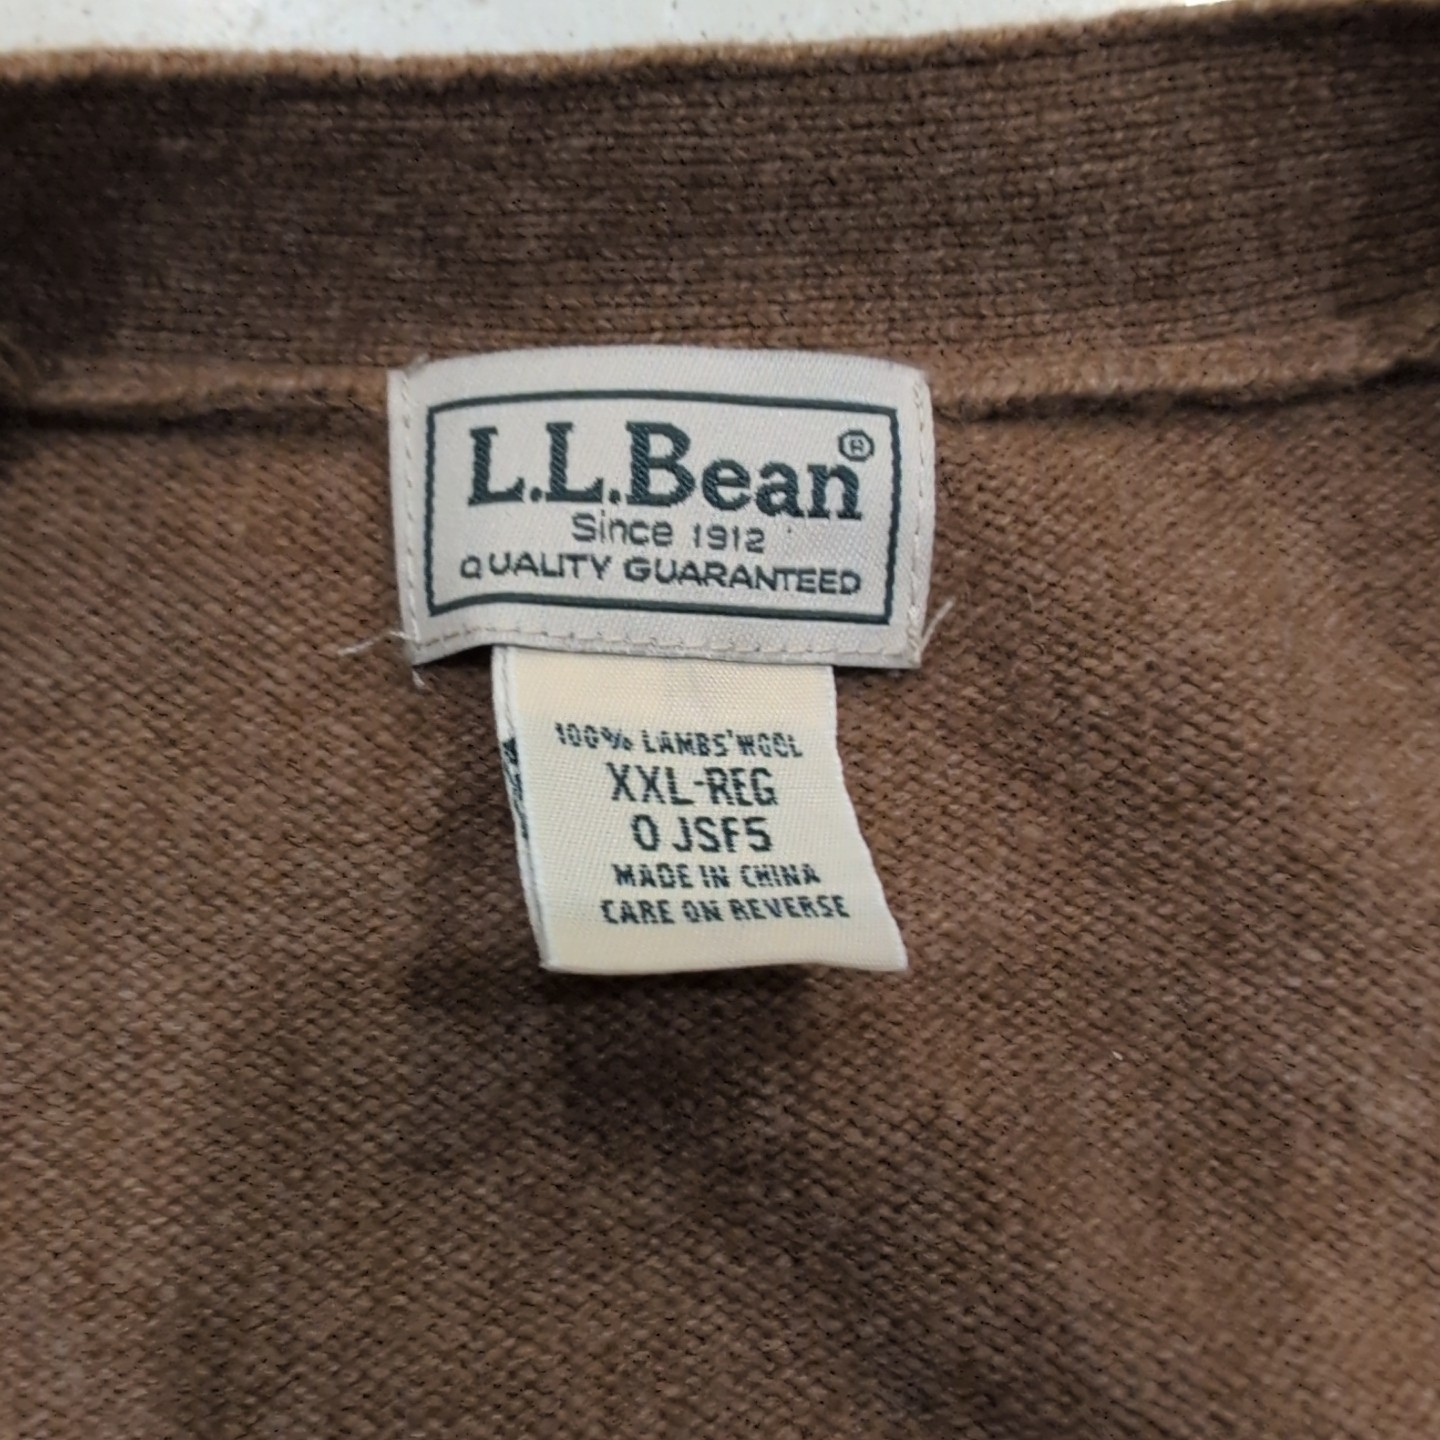 L.L.Bean®
Since 1912
QUALITY GUARANTEED
100% LAMBS' WOOL
XXL-REG
0 JSF5
MADE IN CHINA
CARE ON REVERSE